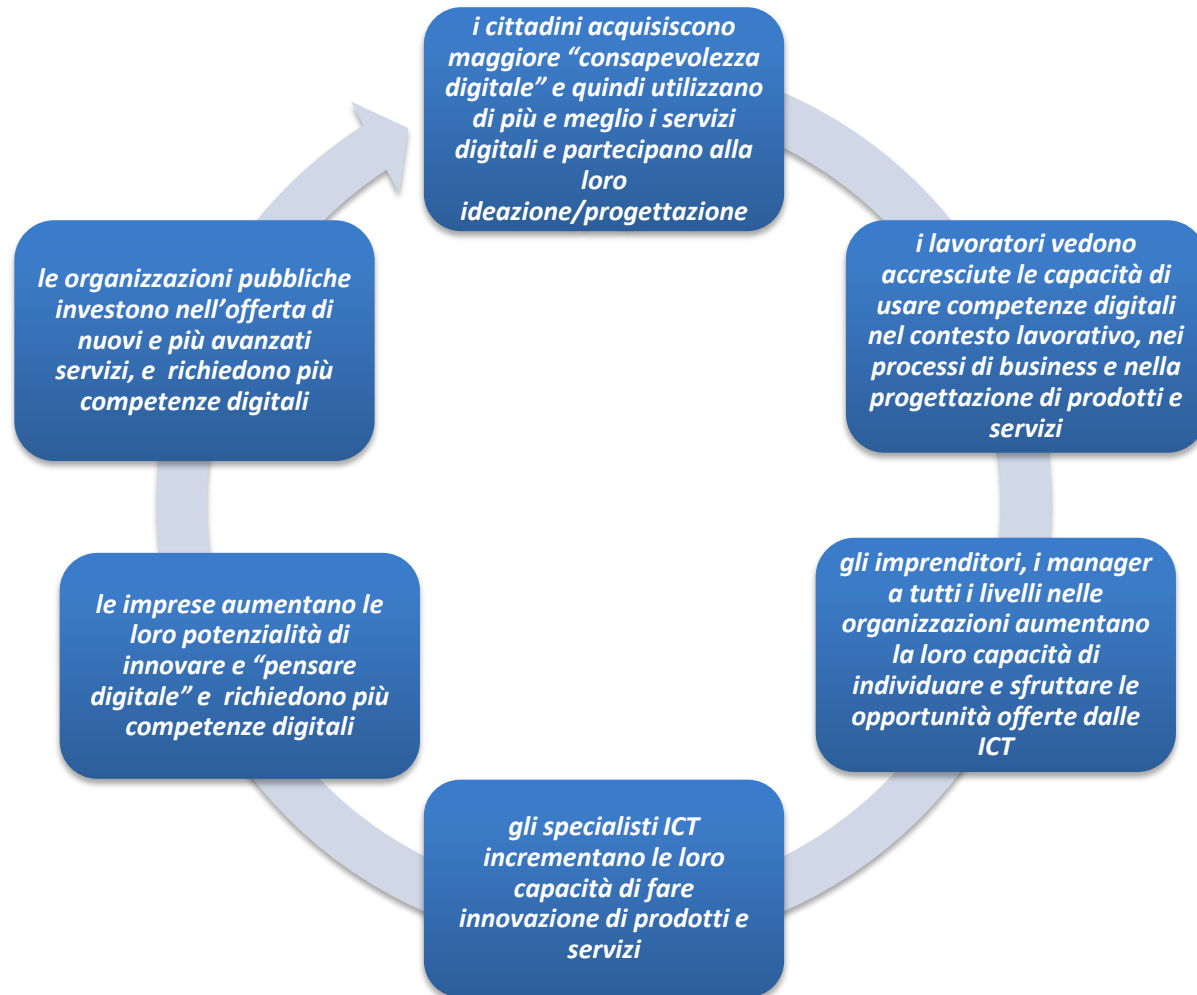 i cittadini acquisiscono
maggiore “consapevolezza
digitale” e quindi utilizzano
di più e meglio i servizi
digitali e partecipano alla
loro
ideazione/progettazione
i lavoratori vedono
accresciute le capacità di
usare competenze digitali
nel contesto lavorativo, nei
processi di business e nella
progettazione di prodotti e
servizi
gli imprenditori, i manager
a tutti i livelli nelle
organizzazioni aumentano
la loro capacità di
individuare e sfruttare le
opportunità offerte dalle
ICT
gli specialisti ICT
incrementano le loro
capacità di fare
innovazione di prodotti e
servizi
le imprese aumentano le
loro potenzialità di
innovare e “pensare
digitale” e richiedono più
competenze digitali
le organizzazioni pubbliche
investono nell’offerta di
nuovi e più avanzati
servizi, e richiedono più
competenze digitali